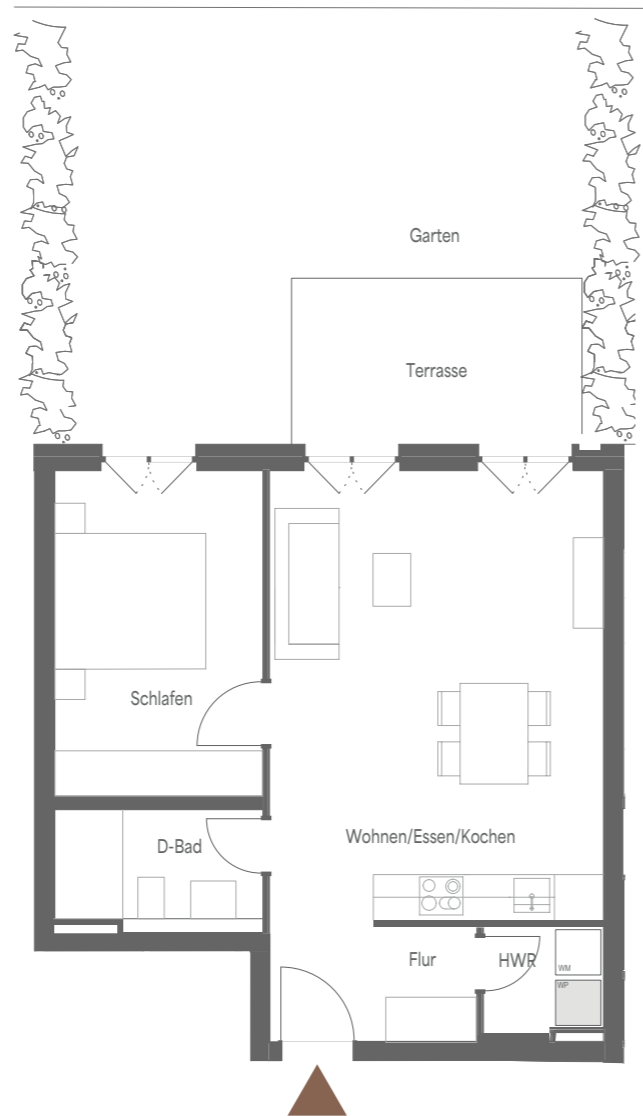 Garten
Terrasse
Schlafen
D-Bad
Wohnen/Essen/Kochen
Flur
HWR
WM
WP